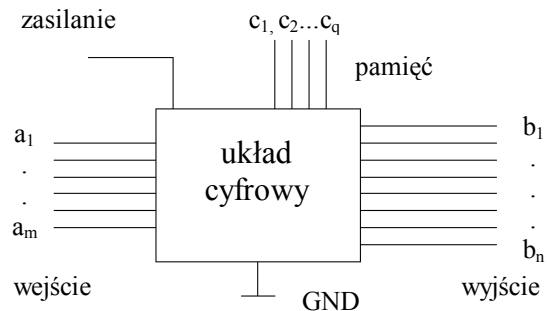 zasilanie
c1, c2...cq
pamięć
a1
.
.
am
wejście
układ
cyfrowy
b1
.
.
bn
wyjście
GND